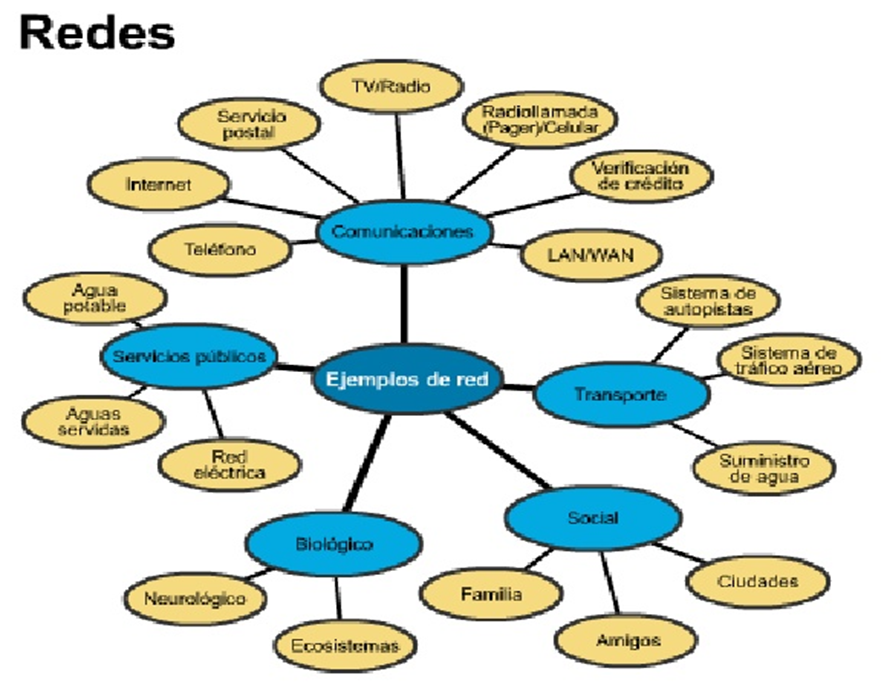 Redes
TV/Radio
Servicio
postal
Radiollamada
(Pager)/Celular
Internet
Verificación
de crédito
Comunicaciones
Teléfono
LAN/WAN
Agua
potable
Sistema de
autopistas
Servicios públicos
Sistema de
tráfico aéreo
Ejemplos de red
Transporte
Aguas
servidas
Red
eléctrica
Suministro
de agua
Social
Biológico
Ciudades
Neurológico
Familia
Amigos
Ecosistemas